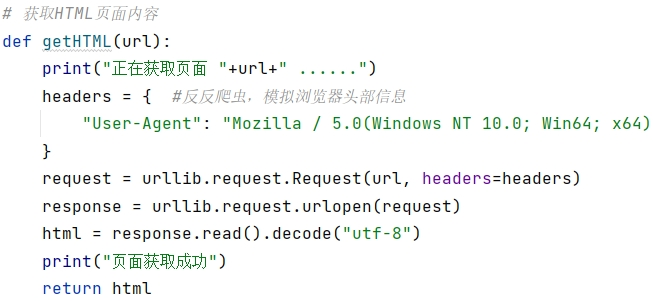 # 获取HTML页面内容
def getHTML(url):
    print("正在获取页面 "+url+" ......")
    headers = {  #反反爬虫，模拟浏览器头部信息
        "User-Agent": "Mozilla / 5.0(Windows NT 10.0; Win64; x64)
    }
    request = urllib.request.Request(url, headers=headers)
    response = urllib.request.urlopen(request)
    html = response.read().decode("utf-8")
    print("页面获取成功")
    return html